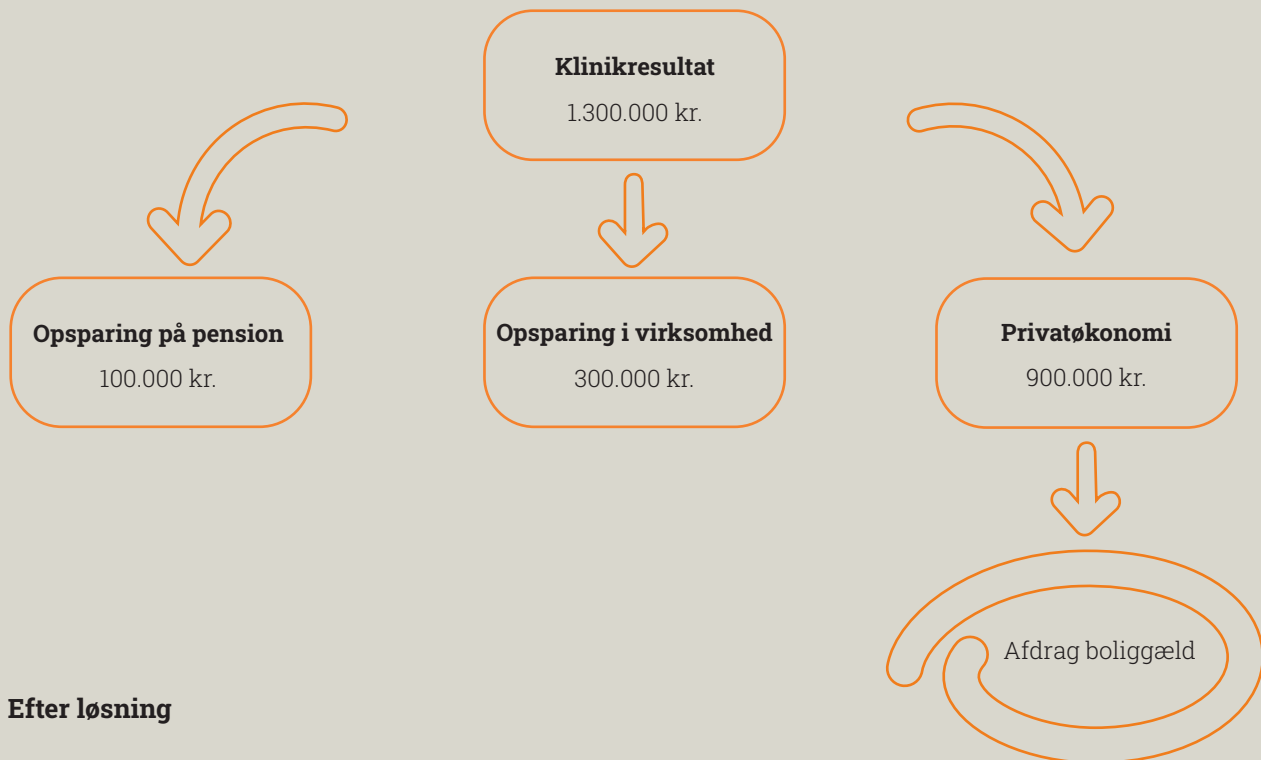 Klinikresultat
1.300.000 kr.
Opsparing på pension
100.000 kr.
Opsparing i virksomhed
300.000 kr.
Privatøkonomi
900.000 kr.
Afdrag boliggæld
Efter løsning